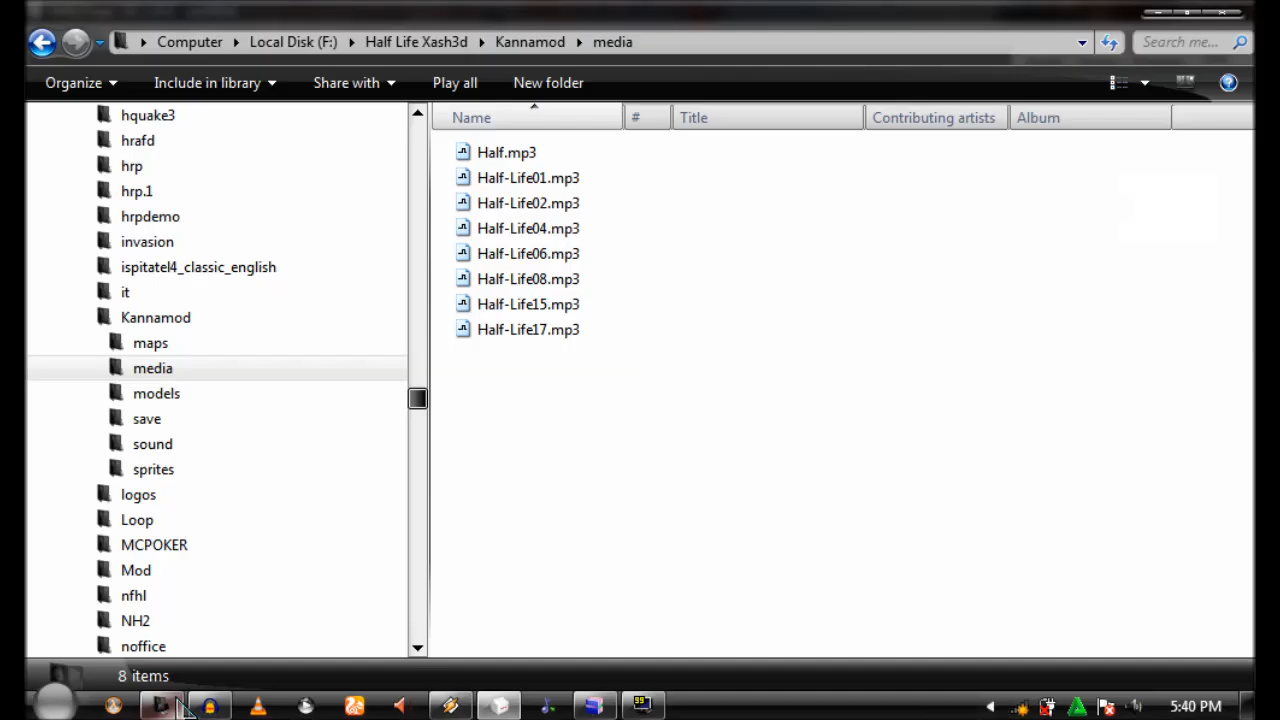 Computer Local Disk (F:) Half Life Xash3d Kannamod media Search me...
Organize Include in library Share with Play all New folder
Name # Title Contributing artists Album
hquake3
hrafd
hrp
hrp.1
hrpdemo
invasion
ispitatel4_classic_english
it
Kannamod
maps
media
models
save
sound
sprites
logos
Loop
MCPOKER
Mod
nfhl
NH2
noffice
Half.mp3
Half-Life01.mp3
Half-Life02.mp3
Half-Life04.mp3
Half-Life06.mp3
Half-Life08.mp3
Half-Life15.mp3
Half-Life17.mp3
8 items
99
5:40 PM